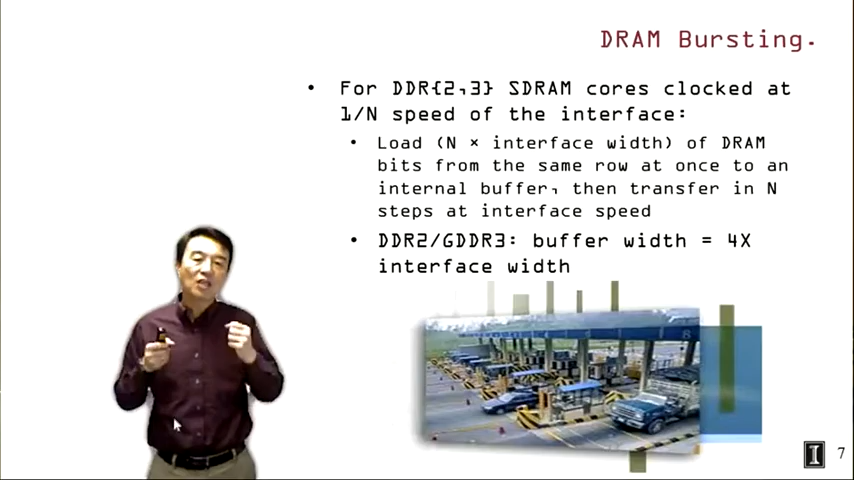 DRAM Bursting.
• For DDR{2,3} SDRAM cores clocked at
1/N speed of the interface:
• Load (N × interface width) of DRAM
bits from the same row at once to an
internal buffer, then transfer in N
steps at interface speed
• DDR2/GDDR3: buffer width = 4X
interface width
I 7